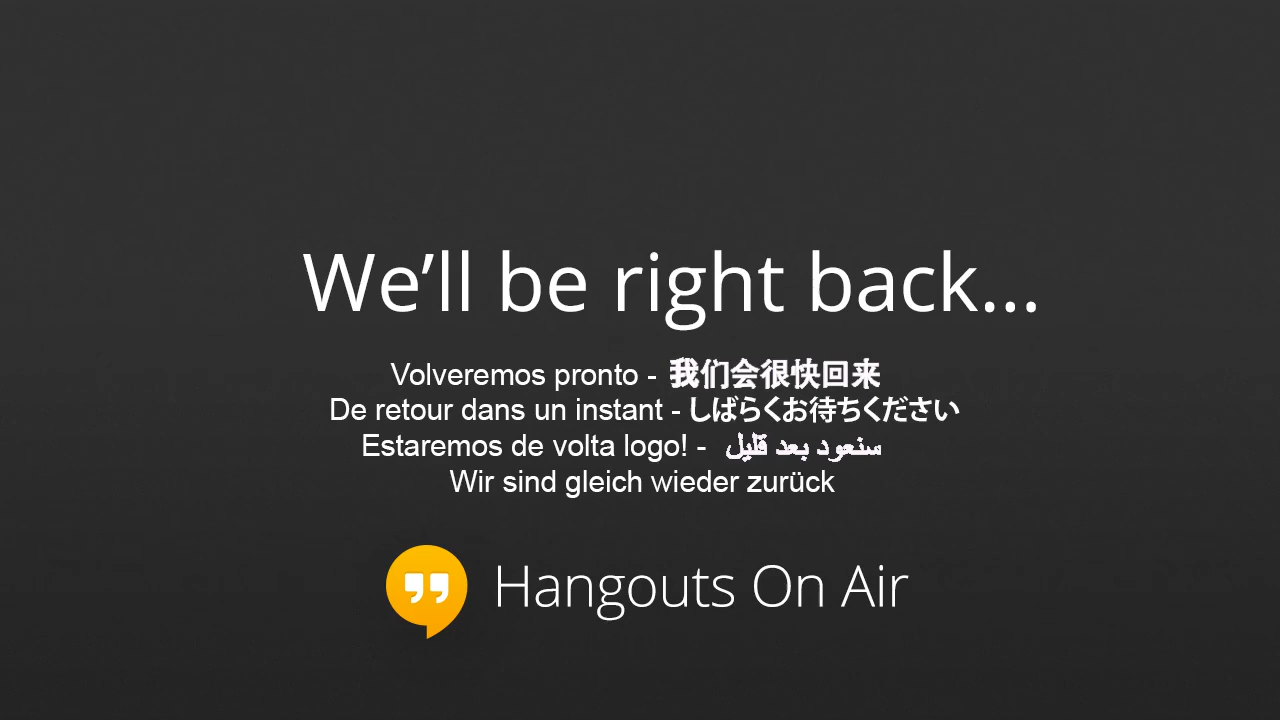 We’ll be right back...
Volveremos pronto - 我们会很快回来
De retour dans un instant - しばらくお待ちください
Estaremos de volta logo! - سنعود بعد قليل
Wir sind gleich wieder zurück
Hangouts On Air